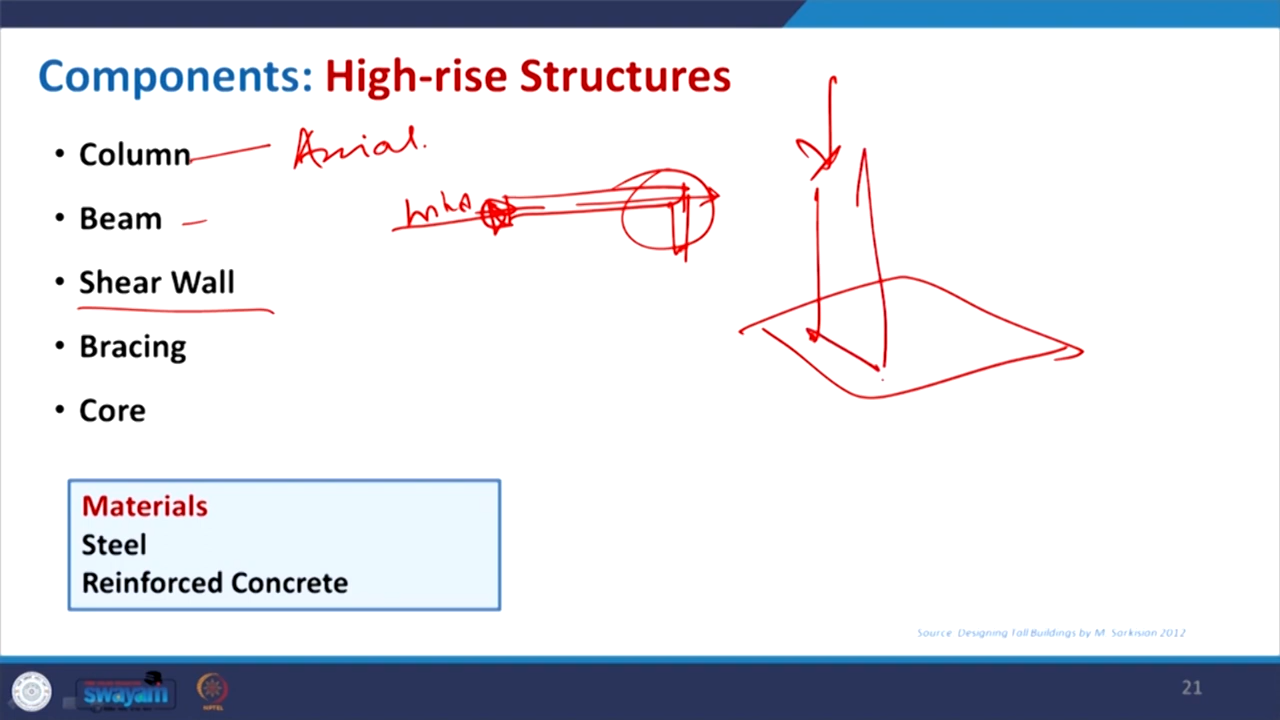 Components: High-rise Structures
• Column Axial.
• Beam
• Shear Wall
• Bracing
• Core
Materials
Steel
Reinforced Concrete
Source Designing Tall Buildings by M Sarkisian 2012
swayam
NPTEL
21